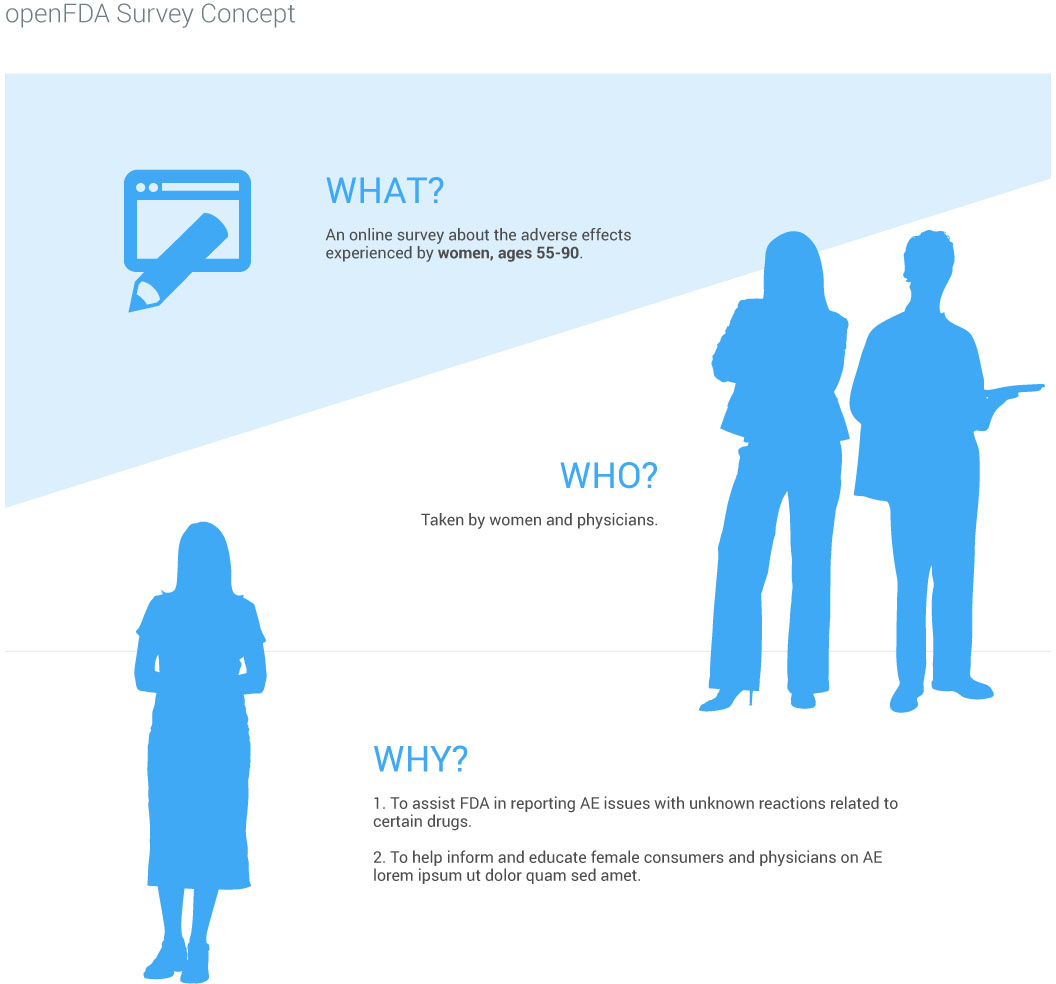 openFDA Survey Concept
WHAT?
An online survey about the adverse effects
experienced by women, ages 55-90.
WHO?
Taken by women and physicians.
WHY?
1. To assist FDA in reporting AE issues with unknown reactions related to
certain drugs.
2. To help inform and educate female consumers and physicians on AE
lorem ipsum ut dolor quam sed amet.